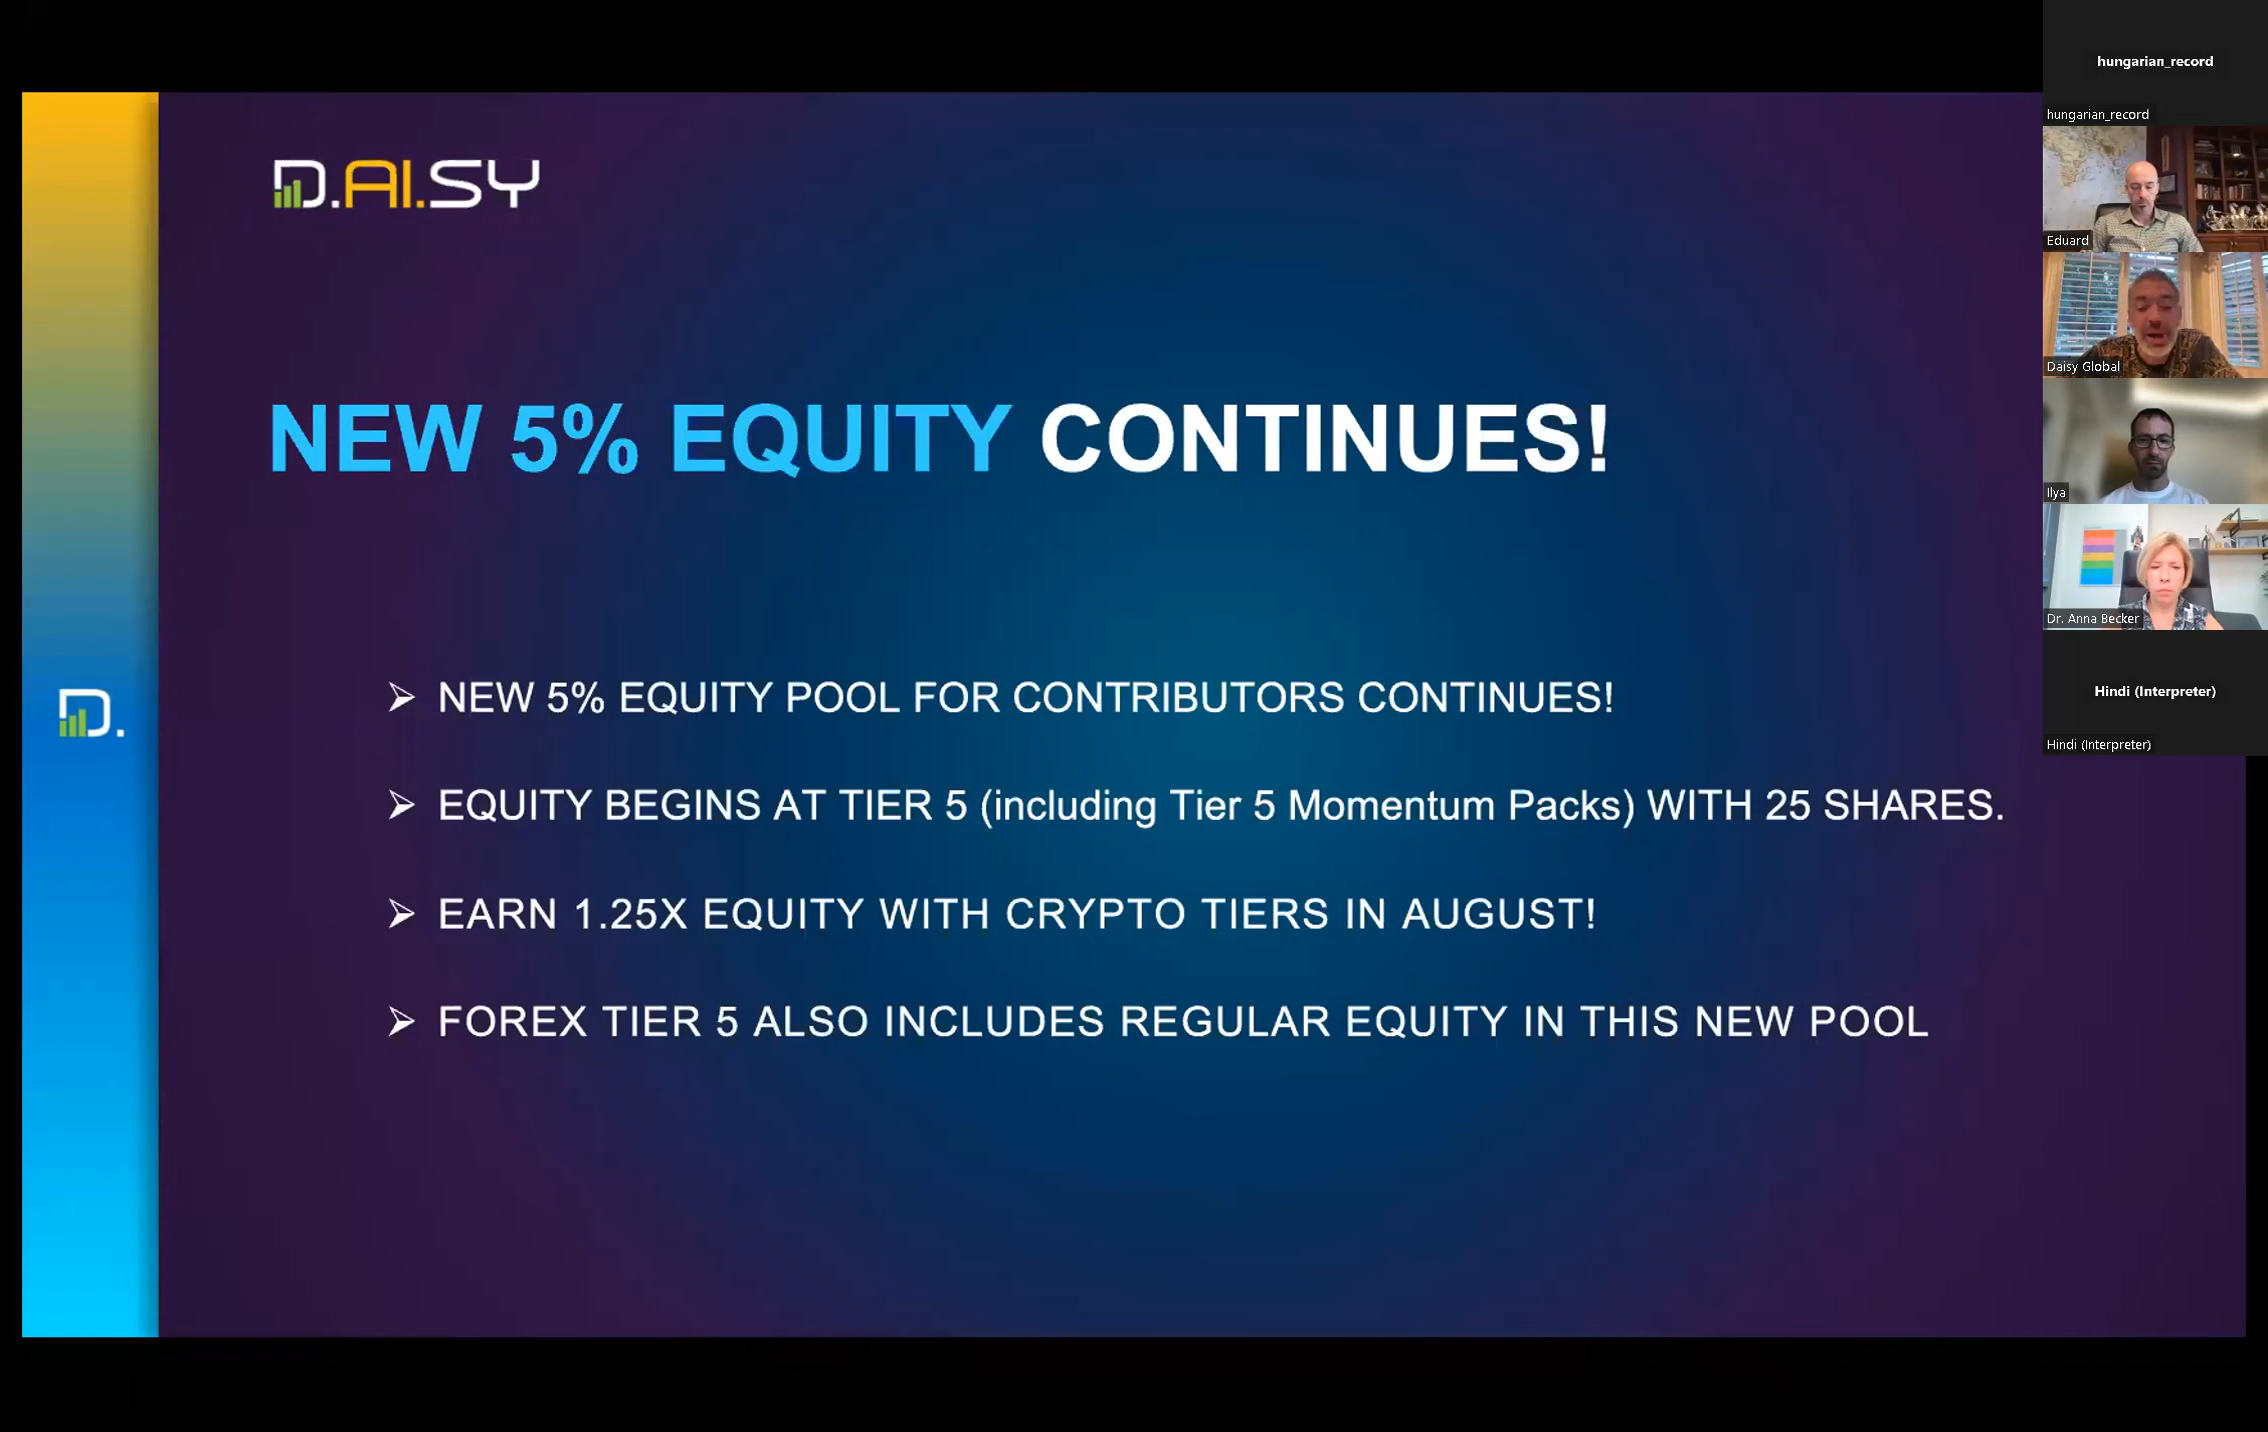 D.AI.SY
NEW 5% EQUITY CONTINUES!
➢ NEW 5% EQUITY POOL FOR CONTRIBUTORS CONTINUES!
➢ EQUITY BEGINS AT TIER 5 (including Tier 5 Momentum Packs) WITH 25 SHARES.
➢ EARN 1.25X EQUITY WITH CRYPTO TIERS IN AUGUST!
➢ FOREX TIER 5 ALSO INCLUDES REGULAR EQUITY IN THIS NEW POOL
D.
hungarian_record
hungarian_record
Eduard
Daisy Global
Ilya
Dr. Anna Becker
Hindi (Interpreter)
Hindi (Interpreter)